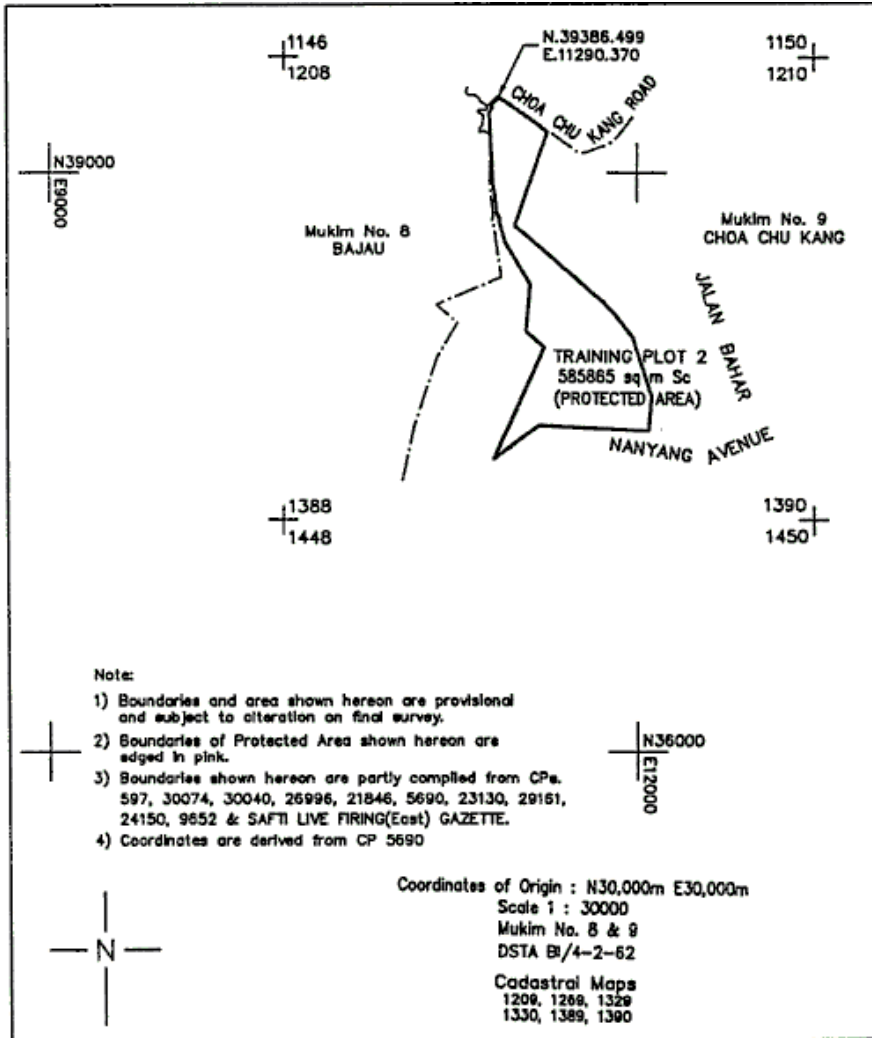 N.39386.499
E.11290.370
1146
1208
1150
1210
CHOA CHU KANG ROAD
N39000
E9000
Mukim No. 8
BAJAU
Mukim No. 9
CHOA CHU KANG
JALAN BAHAR
TRAINING PLOT 2
585865 sq m Sc
(PROTECTED AREA)
NANYANG AVENUE
1388
1448
1390
1450
Note:
1) Boundaries and area shown hereon are provisional
and subject to alteration on final survey.
2) Boundaries of Protected Area shown hereon are
edged in pink.
3) Boundaries shown hereon are partly compiled from CPs.
597, 30074, 30040, 26996, 21846, 5690, 23130, 29161,
24150, 9652 & SAFTI LIVE FIRING(East) GAZETTE.
4) Coordinates are derived from CP 5690
N36000
E12000
Coordinates of Origin : N30,000m E30,000m
Scale 1 : 30000
Mukim No. 8 & 9
DSTA BI/4-2-62
Cadastral Maps
1209, 1269, 1329
1330, 1389, 1390
N